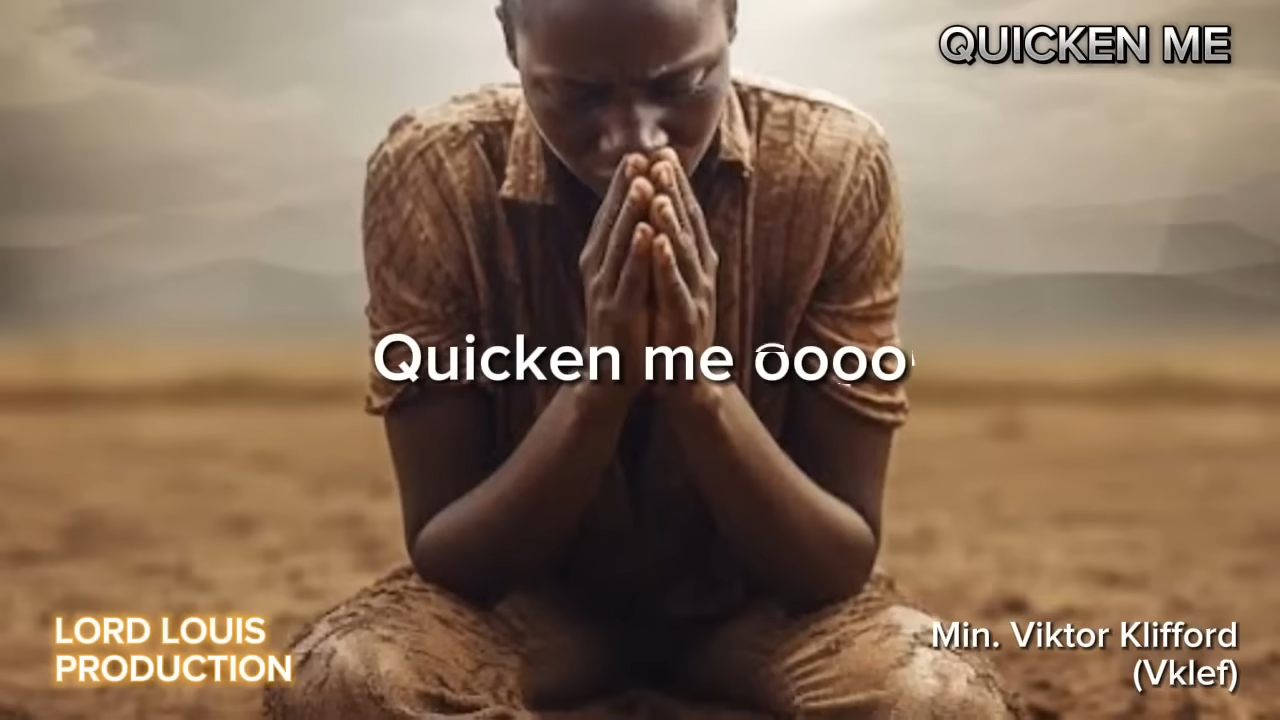 QUICKEN ME
Quicken me oooo
LORD LOUIS
PRODUCTION
Min. Viktor Klifford
(Vklef)